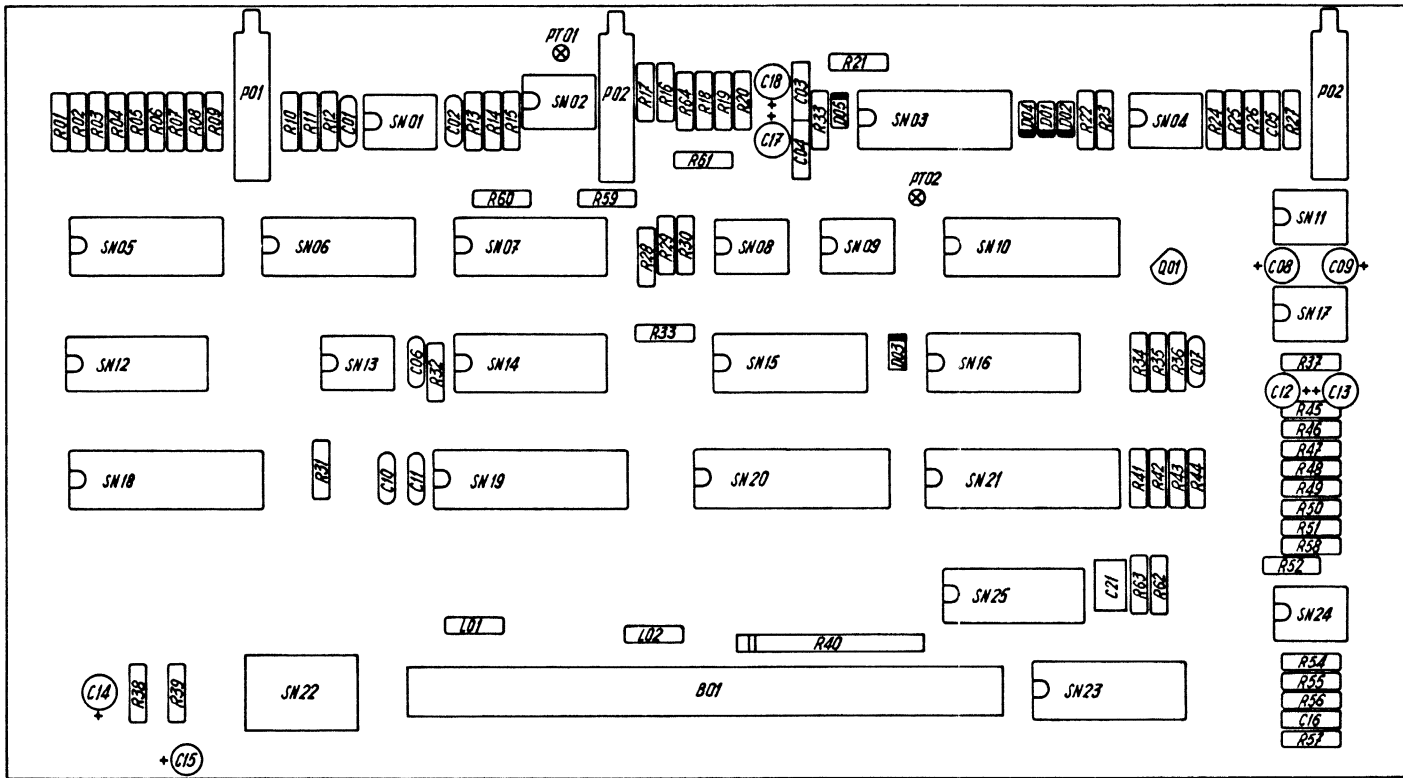 PT01
R21
R01 R02 R03 R04 R05 R06 R07 R08 R09 P01 R10 R11 R12 C01 SN01 C02 R13 R14 R15 SN02 P02 R17 R16 R64 R18 R19 R20 C18 + + C17 C03 C04 R33 D05 SN03 D04 D01 D02 R22 R23 SN04 R24 R25 R26 C05 R27 P02
R61
PT02
R60 R59
SN05 SN06 SN07 R28 R29 R30 SN08 SN09 SN10 Q01 SN11
+ C08 C09 +
SN17
R33
SN12 SN13 C06 R32 SN14 SN15 D03 SN16 R34 R35 R36 C07 R37
C12 + + C13
R45
R46
R47
SN18 R31 C10 C11 SN19 SN20 SN21 R41 R42 R43 R44 R48
R49
R50
R51
R58
R52
SN25 C21 R63 R62
SN24
L01 L02 R40
R54
C14 + R38 R39 SN22 B01 SN23 R55
R56
C16
R57
+ C15